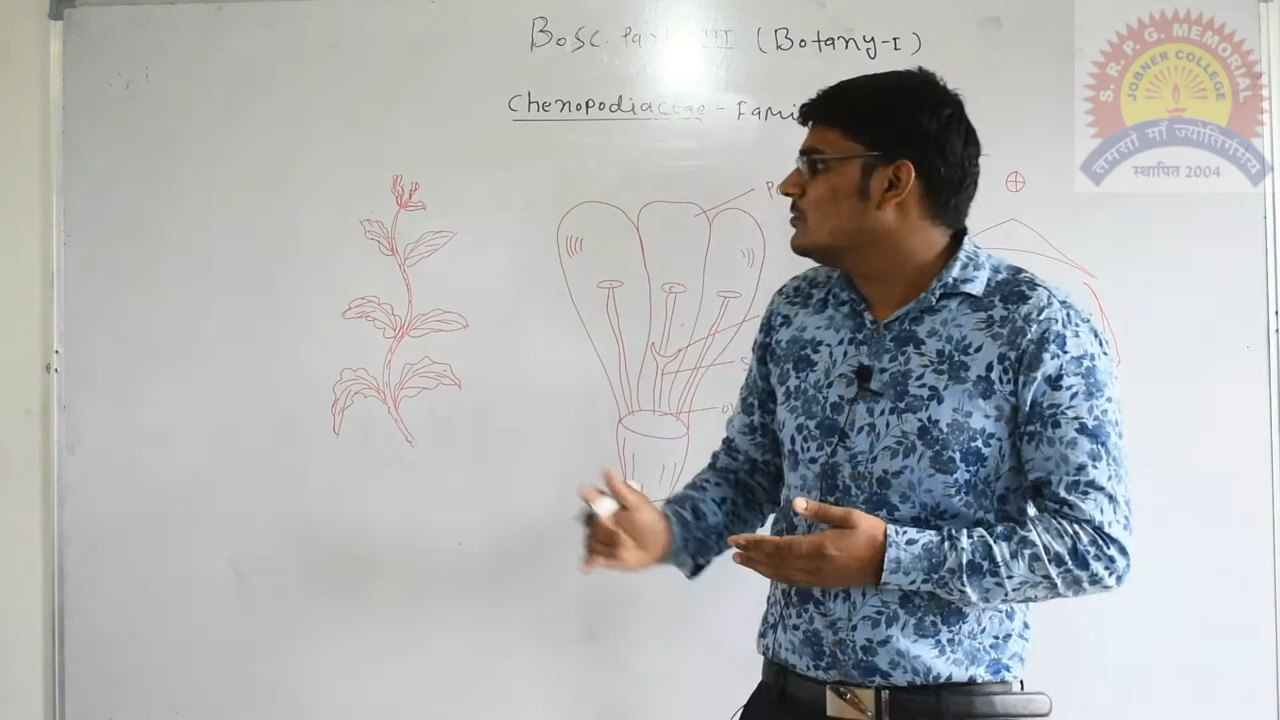 B.Sc. Part III (Botany-I)
Chenopodiaceae - Fami
S. R. P. G. MEMORIAL
JOBNER COLLEGE
तमसो माँ ज्योतिर्गमय
स्थापित 2004